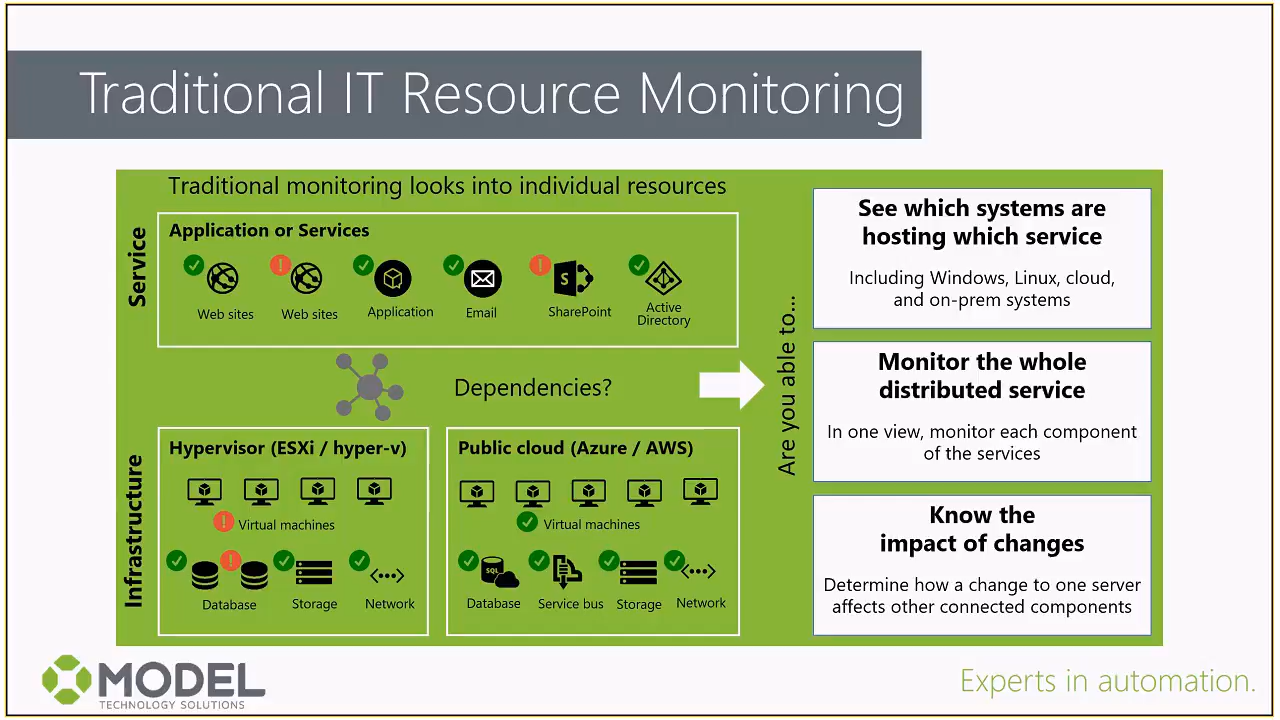 Traditional IT Resource Monitoring
Traditional monitoring looks into individual resources
Service
Application or Services
Web sites
Web sites
Application
Email
S
SharePoint
Active
Directory
Dependencies?
Infrastructure
Hypervisor (ESXi / hyper-v)
Virtual machines
Database
Storage
Network
Public cloud (Azure / AWS)
Virtual machines
SQL
Database
Service bus
Storage
Network
Are you able to...
See which systems are
hosting which service
Including Windows, Linux, cloud,
and on-prem systems
Monitor the whole
distributed service
In one view, monitor each component
of the services
Know the
impact of changes
Determine how a change to one server
affects other connected components
MODEL
TECHNOLOGY SOLUTIONS
Experts in automation.